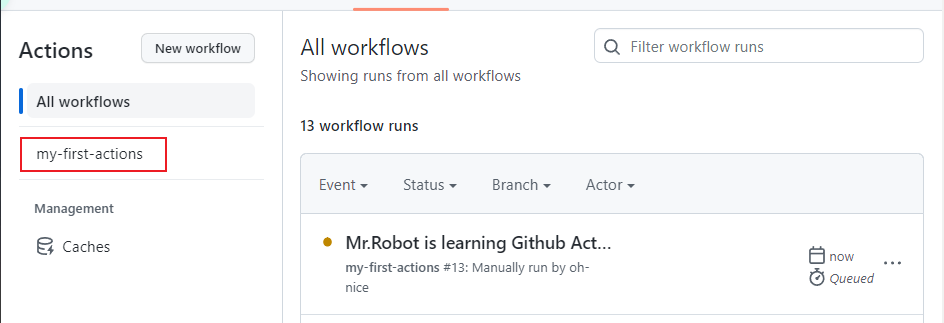 Actions
New workflow
All workflows
my-first-actions
Management
Caches
All workflows
Showing runs from all workflows
Filter workflow runs
13 workflow runs
Event
Status
Branch
Actor
Mr.Robot is learning Github Act...
my-first-actions #13: Manually run by oh-
nice
now
Queued